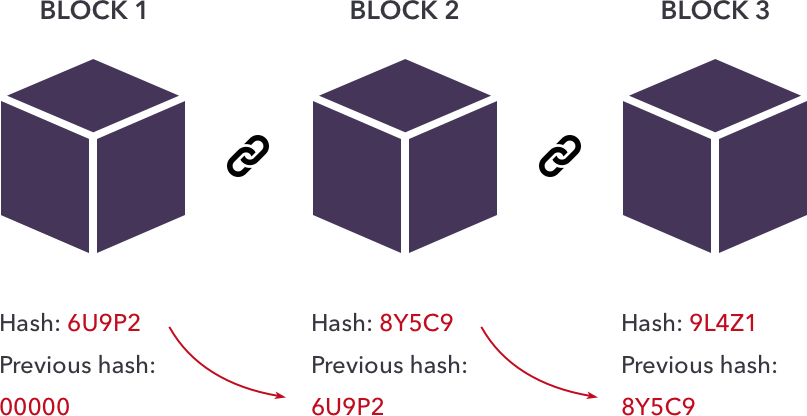 BLOCK 1
BLOCK 2
BLOCK 3
Hash: 6U9P2
Previous hash:
00000
Hash: 8Y5C9
Previous hash:
6U9P2
Hash: 9L4Z1
Previous hash:
8Y5C9